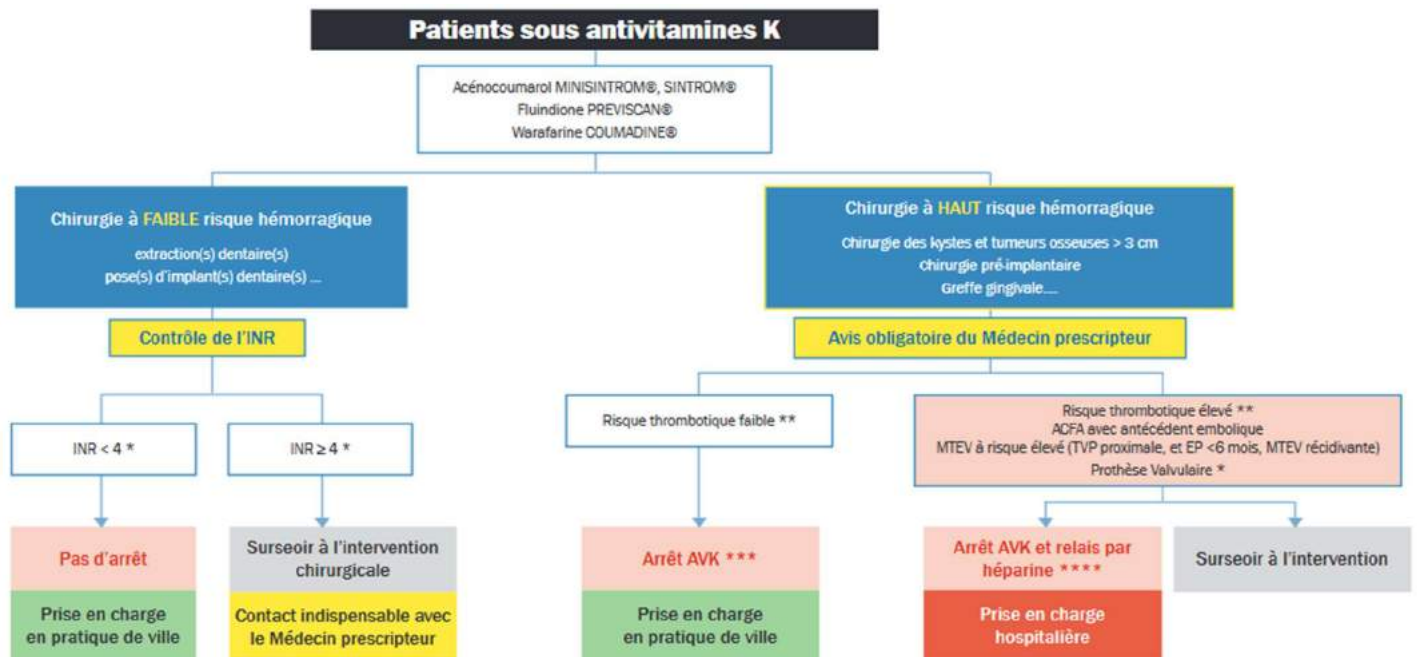 Patients sous antivitamines K
Acénocoumarol MINISINTROM®, SINTROM®
Fluindione PREVISCAN®
Warafarine COUMADINE®
Chirurgie à FAIBLE risque hémorragique
extraction(s) dentaire(s)
pose(s) d'implant(s) dentaire(s) ...
Contrôle de l'INR
INR < 4 *
INR ≥ 4 *
Pas d'arrêt
Prise en charge
en pratique de ville
Surseoir à l'intervention
chirurgicale
Contact indispensable avec
le Médecin prescripteur
Chirurgie à HAUT risque hémorragique
Chirurgie des kystes et tumeurs osseuses > 3 cm
Chirurgie pré-implantaire
Greffe gingivale....
Avis obligatoire du Médecin prescripteur
Risque thrombotique faible **
Risque thrombotique élevé **
ACFA avec antécédent embolique
MTEV à risque élevé (TVP proximale, et EP <6 mois, MTEV récidivante)
Prothèse Valvulaire *
Arrêt AVK ***
Prise en charge
en pratique de ville
Arrêt AVK et relais par
héparine ****
Prise en charge
hospitalière
Surseoir à l'intervention